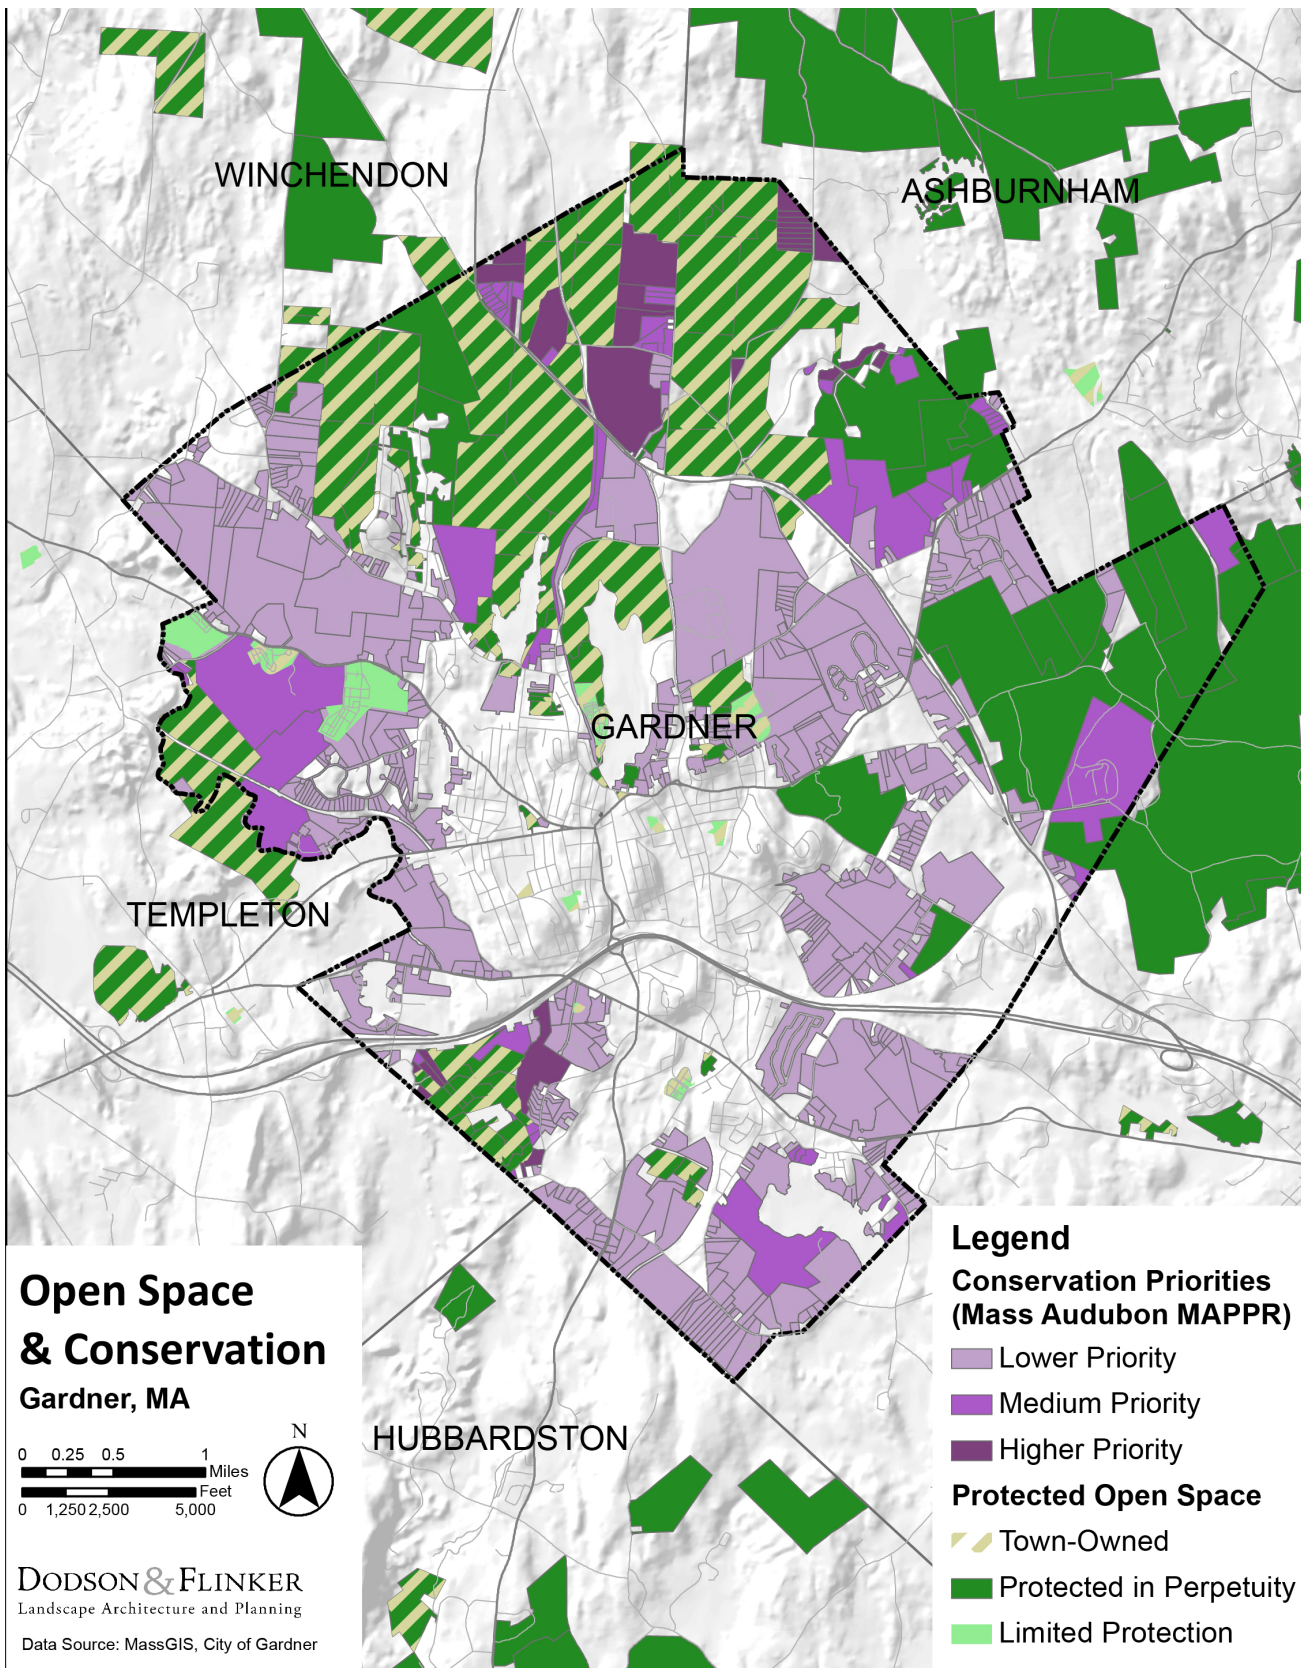 WINCHENDON
ASHBURNHAM
GARDNER
TEMPLETON
HUBBARDSTON
Open Space
& Conservation
Gardner, MA
0 0.25 0.5 1
Miles
Feet
0 1,250 2,500 5,000
N
DODSON & FLINKER
Landscape Architecture and Planning
Data Source: MassGIS, City of Gardner
Legend
Conservation Priorities
(Mass Audubon MAPPR)
Lower Priority
Medium Priority
Higher Priority
Protected Open Space
Town-Owned
Protected in Perpetuity
Limited Protection